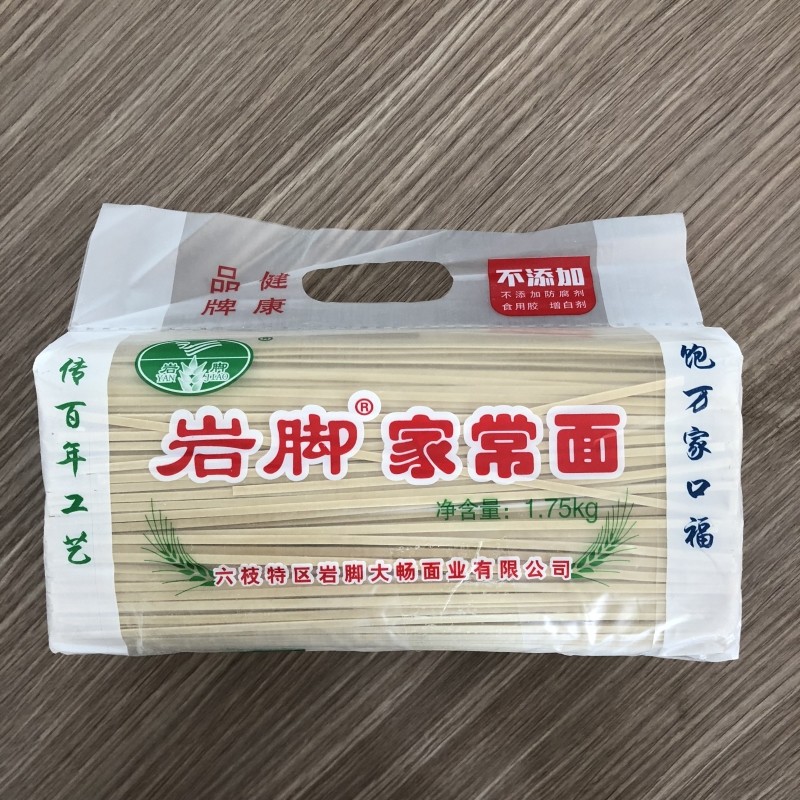 健康
品牌
不添加
不添加防腐剂
食用胶 增白剂
岩脚
YAN JIAO
®
传百年工艺
饱万家口福
岩脚®家常面
净含量：1.75kg
六枝特区岩脚大畅面业有限公司